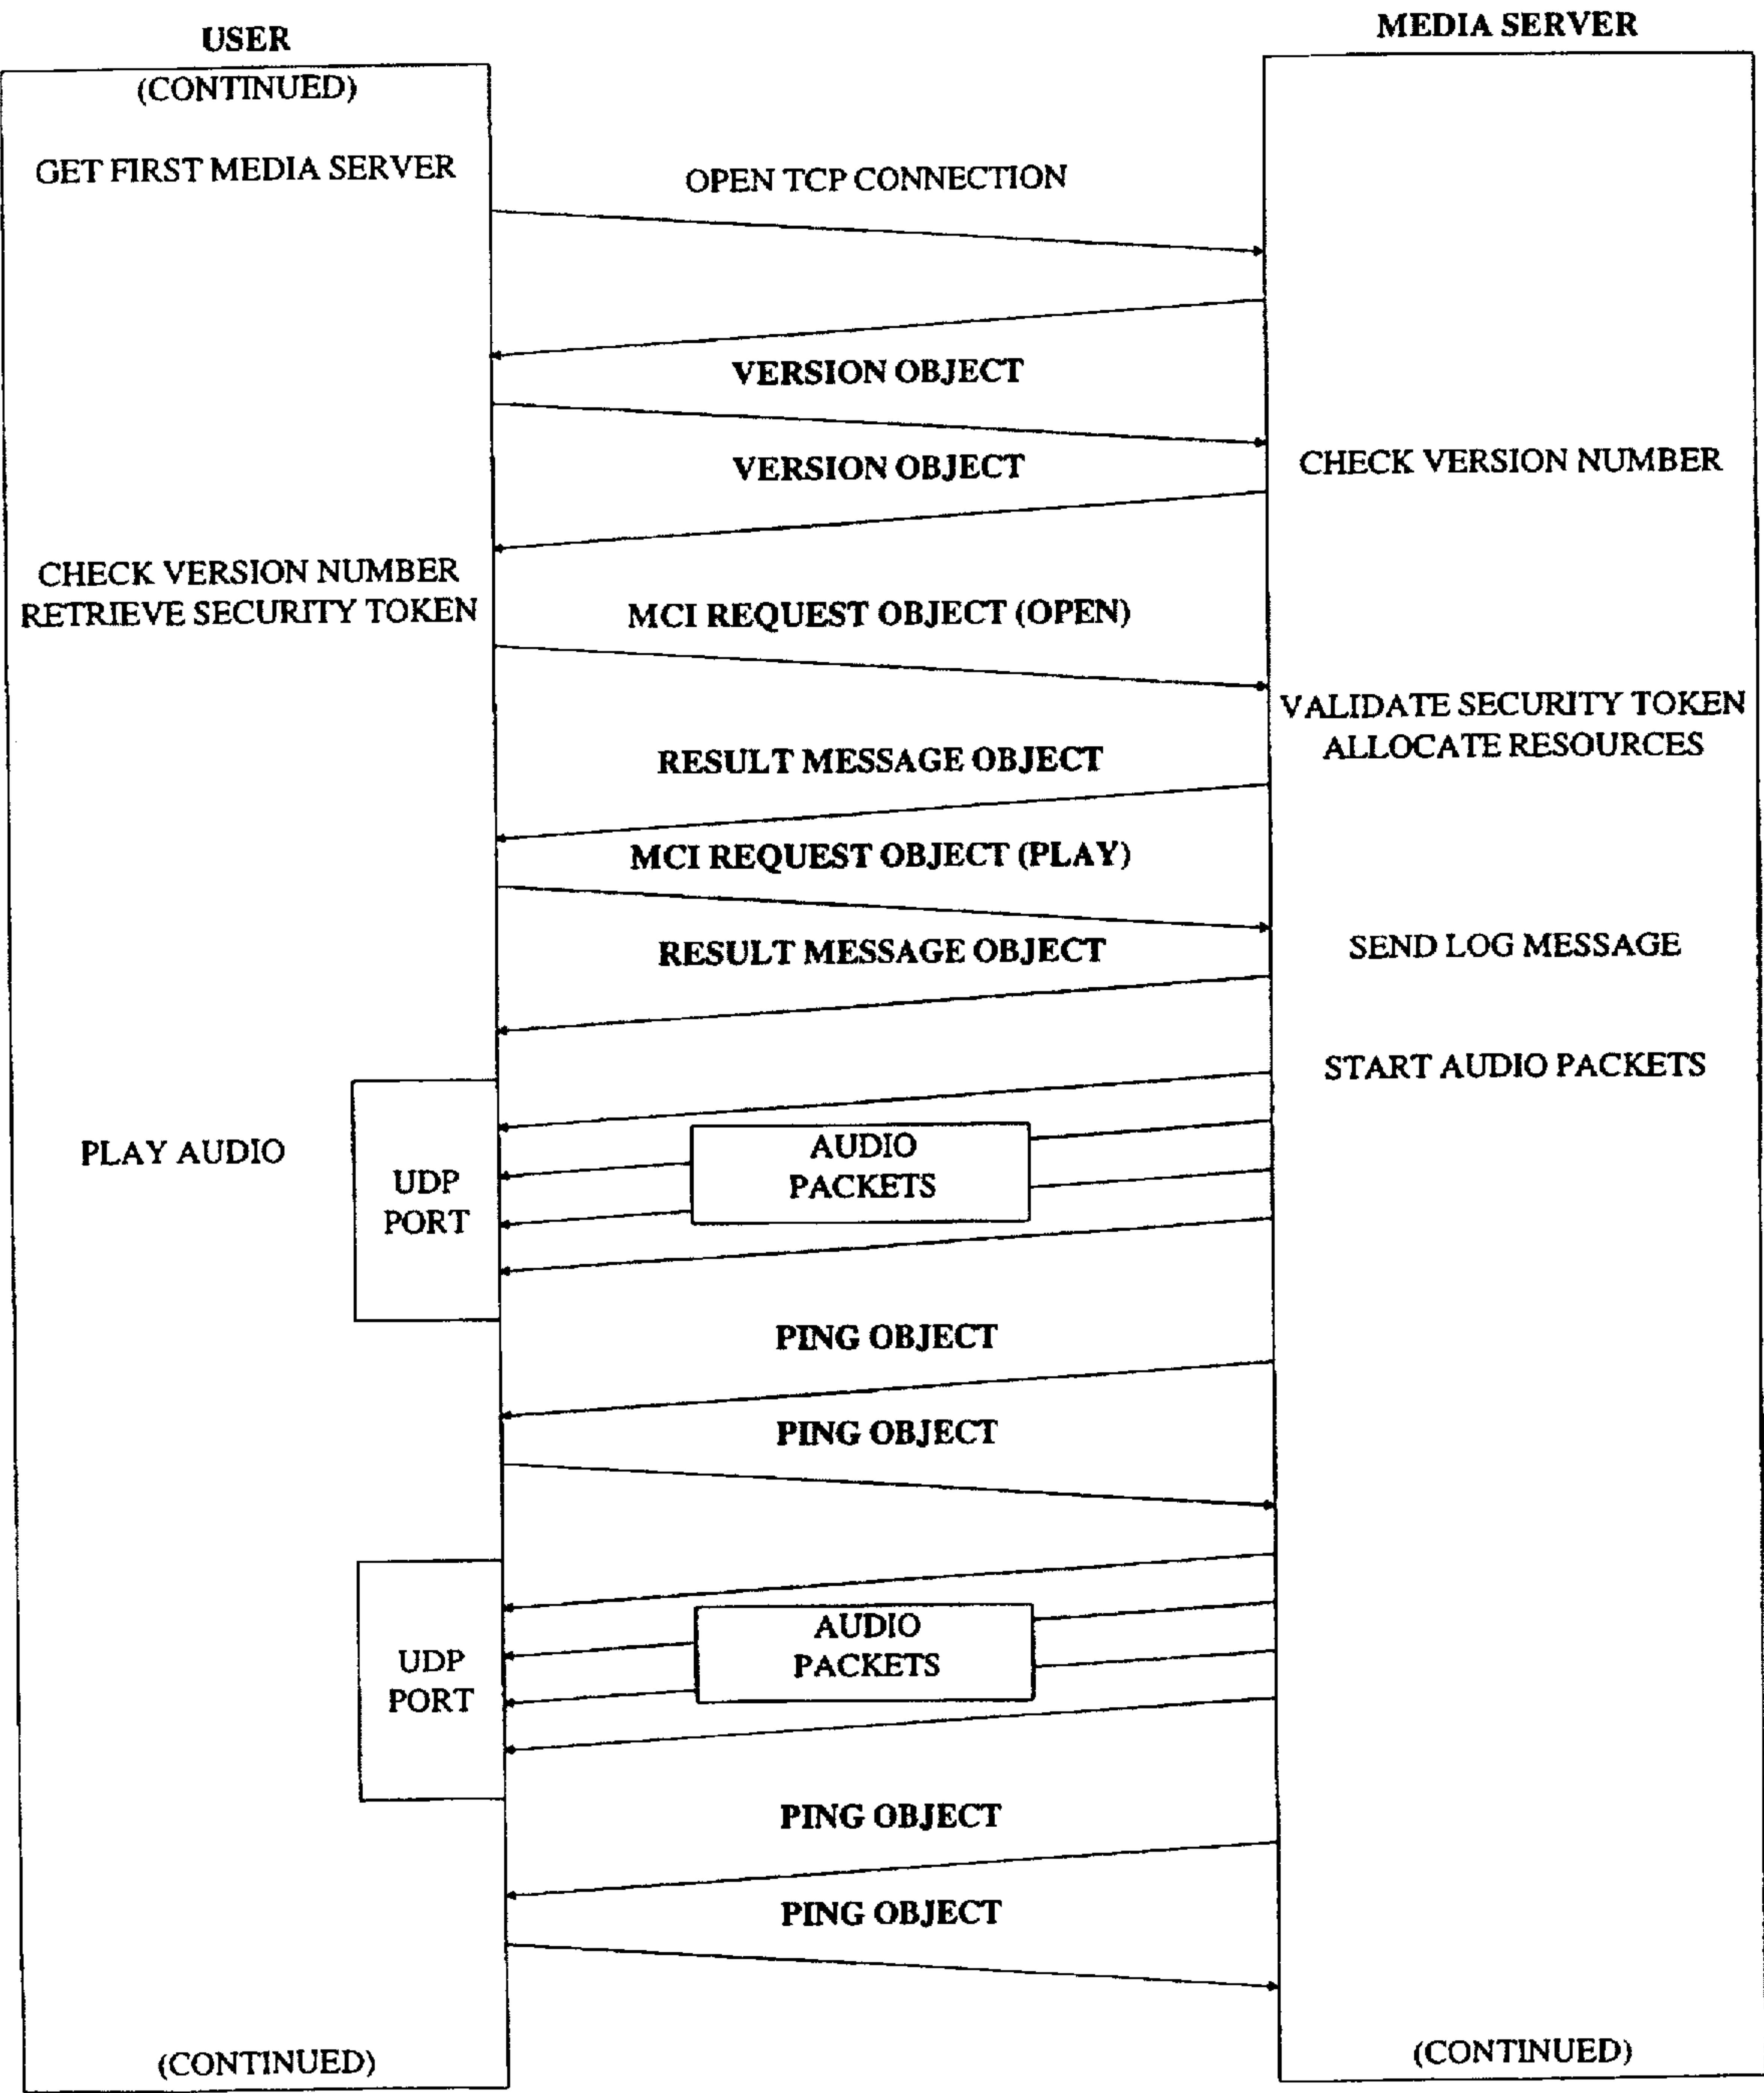 USER
MEDIA SERVER
(CONTINUED)
GET FIRST MEDIA SERVER
OPEN TCP CONNECTION
VERSION OBJECT
VERSION OBJECT
CHECK VERSION NUMBER
CHECK VERSION NUMBER
RETRIEVE SECURITY TOKEN
MCI REQUEST OBJECT (OPEN)
VALIDATE SECURITY TOKEN
ALLOCATE RESOURCES
RESULT MESSAGE OBJECT
MCI REQUEST OBJECT (PLAY)
RESULT MESSAGE OBJECT
SEND LOG MESSAGE
START AUDIO PACKETS
PLAY AUDIO
UDP
PORT
AUDIO
PACKETS
PING OBJECT
PING OBJECT
UDP
PORT
AUDIO
PACKETS
PING OBJECT
PING OBJECT
(CONTINUED)
(CONTINUED)